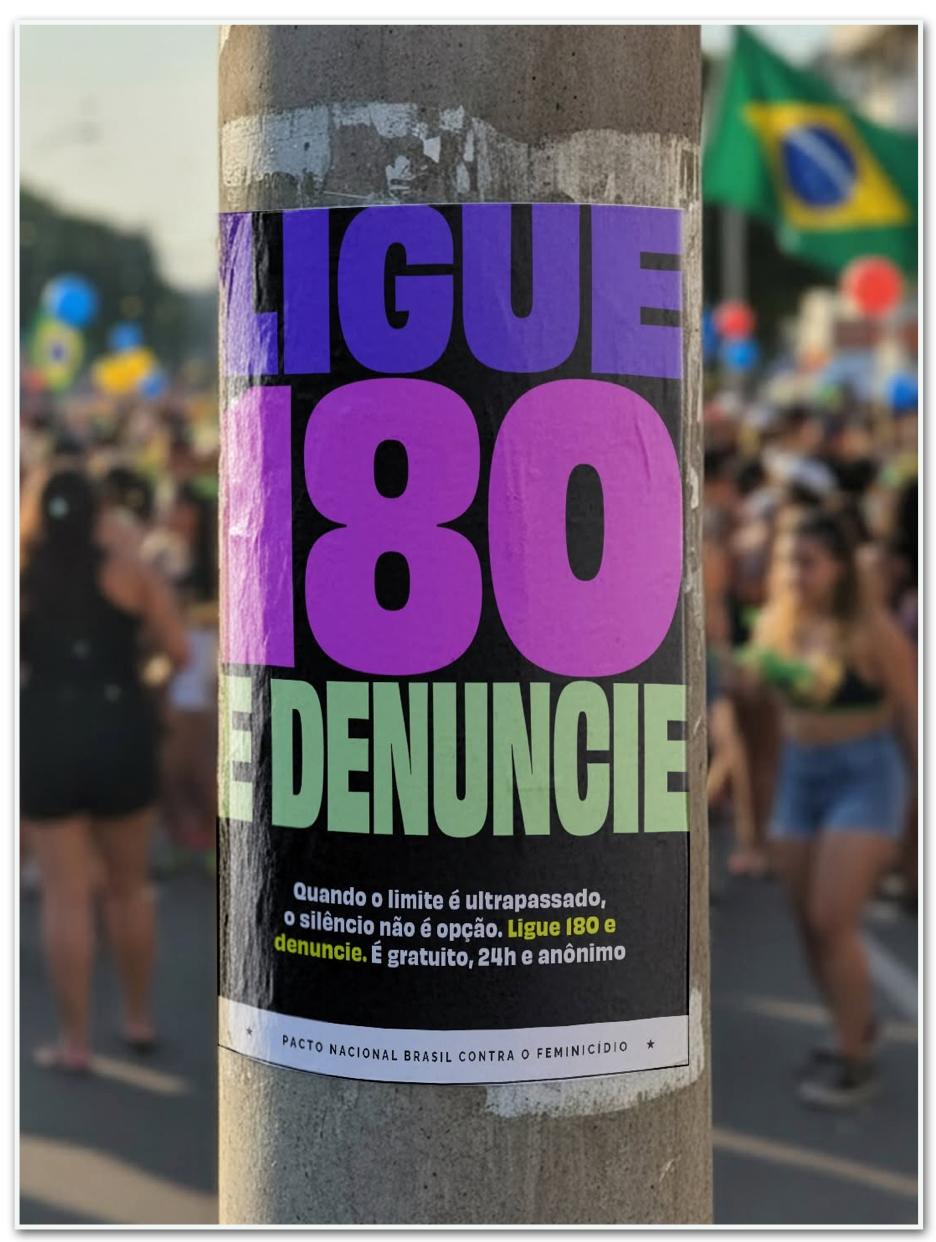 LIGUE
180
E DENUNCIE
Quando o limite é ultrapassado,
o silêncio não é opção. Ligue 180 e
denuncie. É gratuito, 24h e anônimo
★ PACTO NACIONAL BRASIL CONTRA O FEMINICÍDIO ★